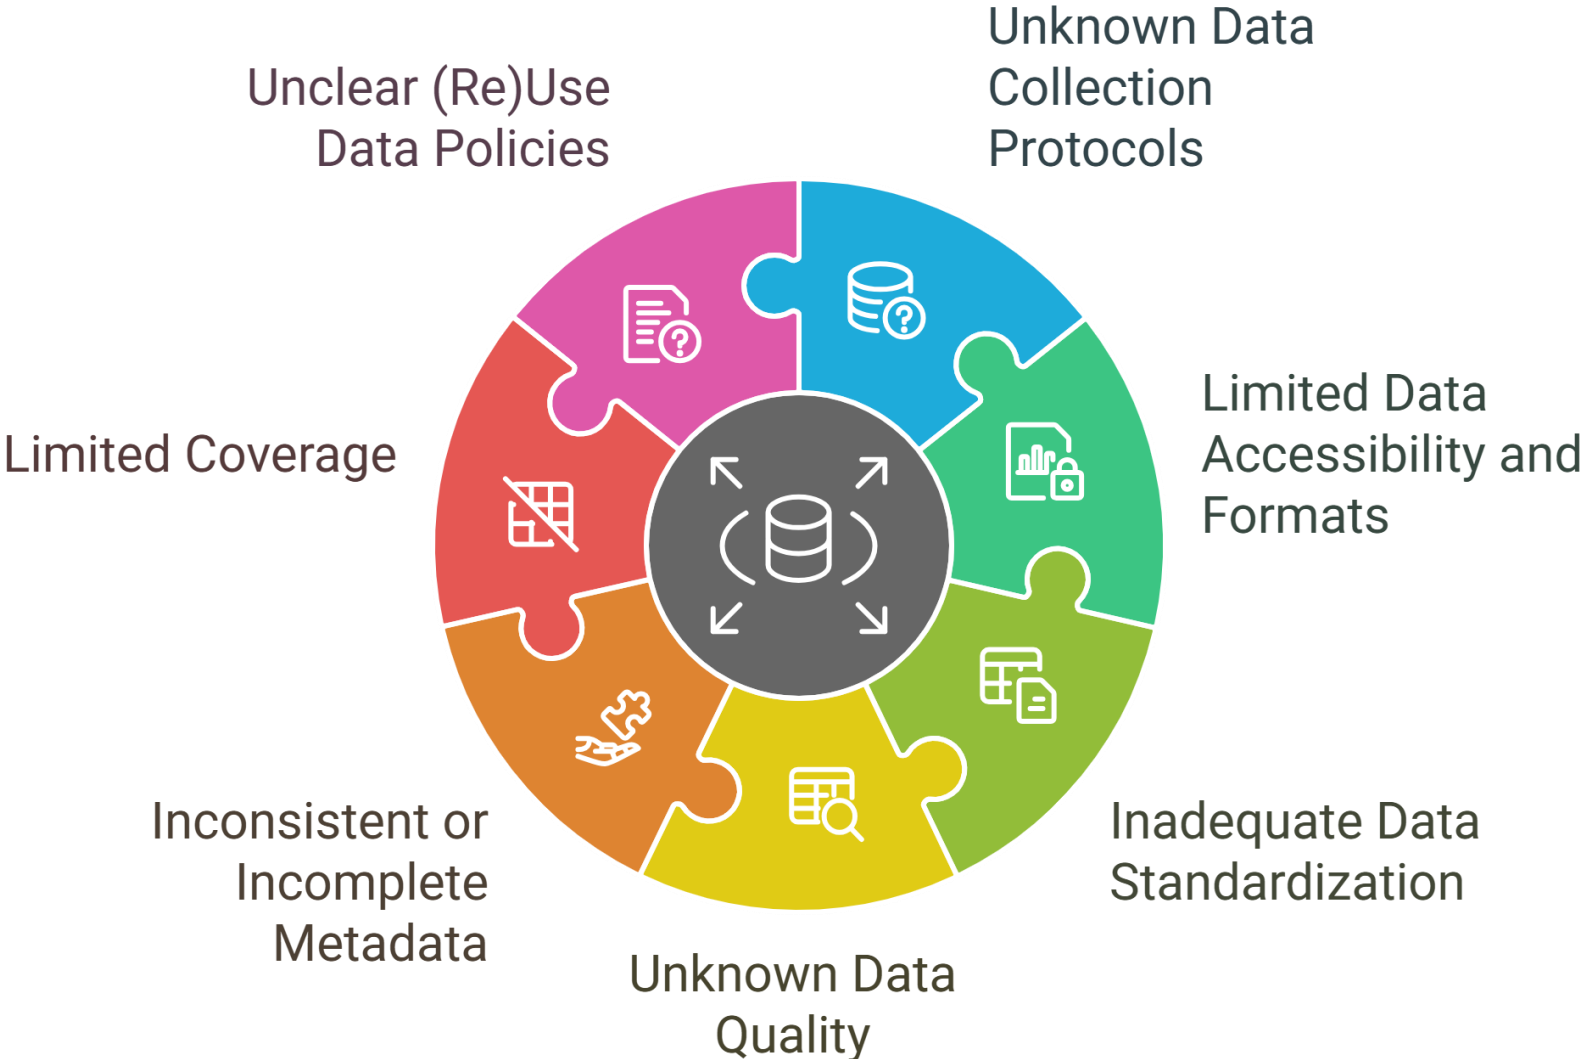 Unknown Data
Collection
Protocols
Limited Data
Accessibility and
Formats
Inadequate Data
Standardization
Unknown Data
Quality
Inconsistent or
Incomplete
Metadata
Limited Coverage
Unclear (Re)Use
Data Policies